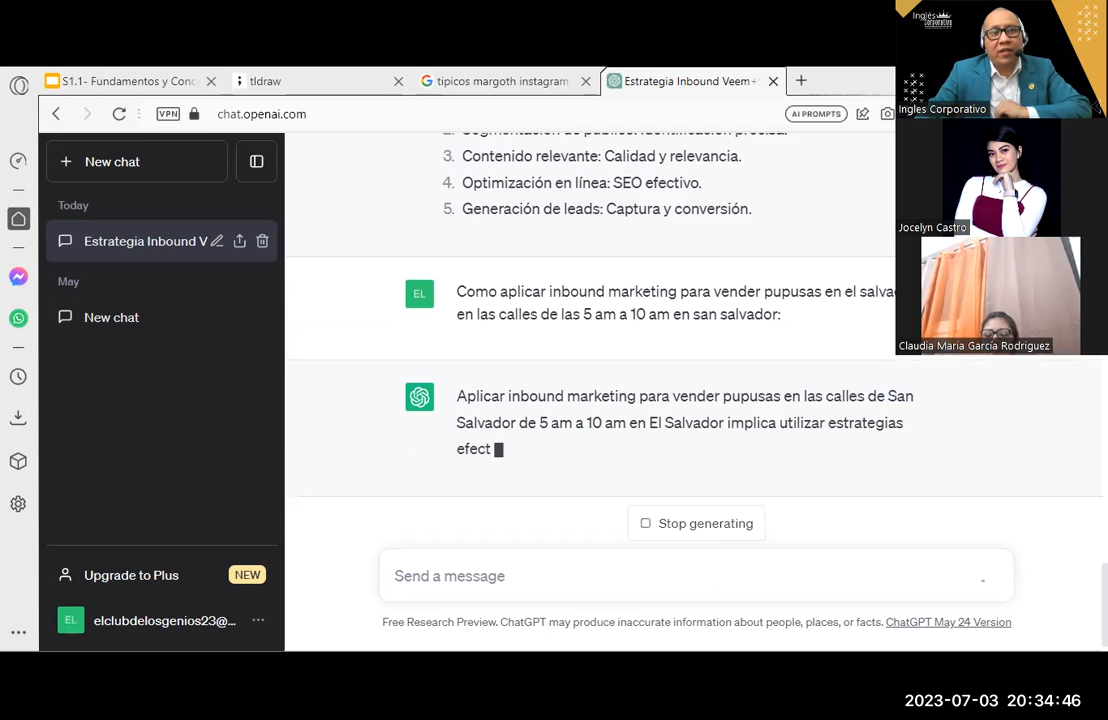 Inglés
Corporativo
S1.1- Fundamentos y Conc
tldraw
tipicos margoth instagram
Estrategia Inbound Veem+
VPN
chat.openai.com
AI PROMPTS
Ingles Corporativo
New chat
3. Contenido relevante: Calidad y relevancia.
4. Optimización en línea: SEO efectivo.
5. Generación de leads: Captura y conversión.
Today
Estrategia Inbound V
Jocelyn Castro
May
New chat
EL
Como aplicar inbound marketing para vender pupusas en el salva
en las calles de las 5 am a 10 am en san salvador:
Claudia Maria García Rodriguez
Aplicar inbound marketing para vender pupusas en las calles de San
Salvador de 5 am a 10 am en El Salvador implica utilizar estrategias
efect
Stop generating
Upgrade to Plus
NEW
Send a message
EL
elclubdelosgenios23@...
Free Research Preview. ChatGPT may produce inaccurate information about people, places, or facts. ChatGPT May 24 Version
2023-07-03 20:34:46